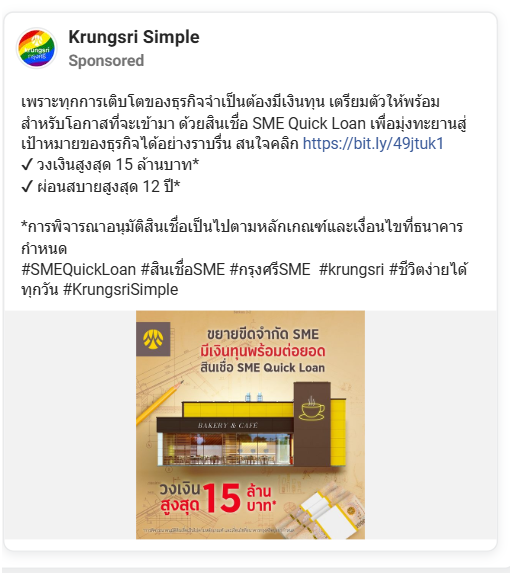 Krungsri Simple
Sponsored
krungsri
กรุงศรี
เพราะทุกการเติบโตของธุรกิจจำเป็นต้องมีเงินทุน เตรียมตัวให้พร้อม
สำหรับโอกาสที่จะเข้ามา ด้วยสินเชื่อ SME Quick Loan เพื่อมุ่งทะยานสู่
เป้าหมายของธุรกิจได้อย่างราบรื่น สนใจคลิก https://bit.ly/49jtuk1
✓ วงเงินสูงสุด 15 ล้านบาท*
✓ ผ่อนสบายสูงสุด 12 ปี*
*การพิจารณาอนุมัติสินเชื่อเป็นไปตามหลักเกณฑ์และเงื่อนไขที่ธนาคาร
กำหนด
#SMEQuickLoan #สินเชื่อSME #กรุงศรีSME #krungsri #ชีวิตง่ายได้
ทุกวัน #KrungsriSimple
ขยายขีดจำกัด SME
มีเงินทุนพร้อมต่อยอด
สินเชื่อ SME Quick Loan
BAKERY & CAFE
วงเงิน
สูงสุด 15 ล้าน
บาท*